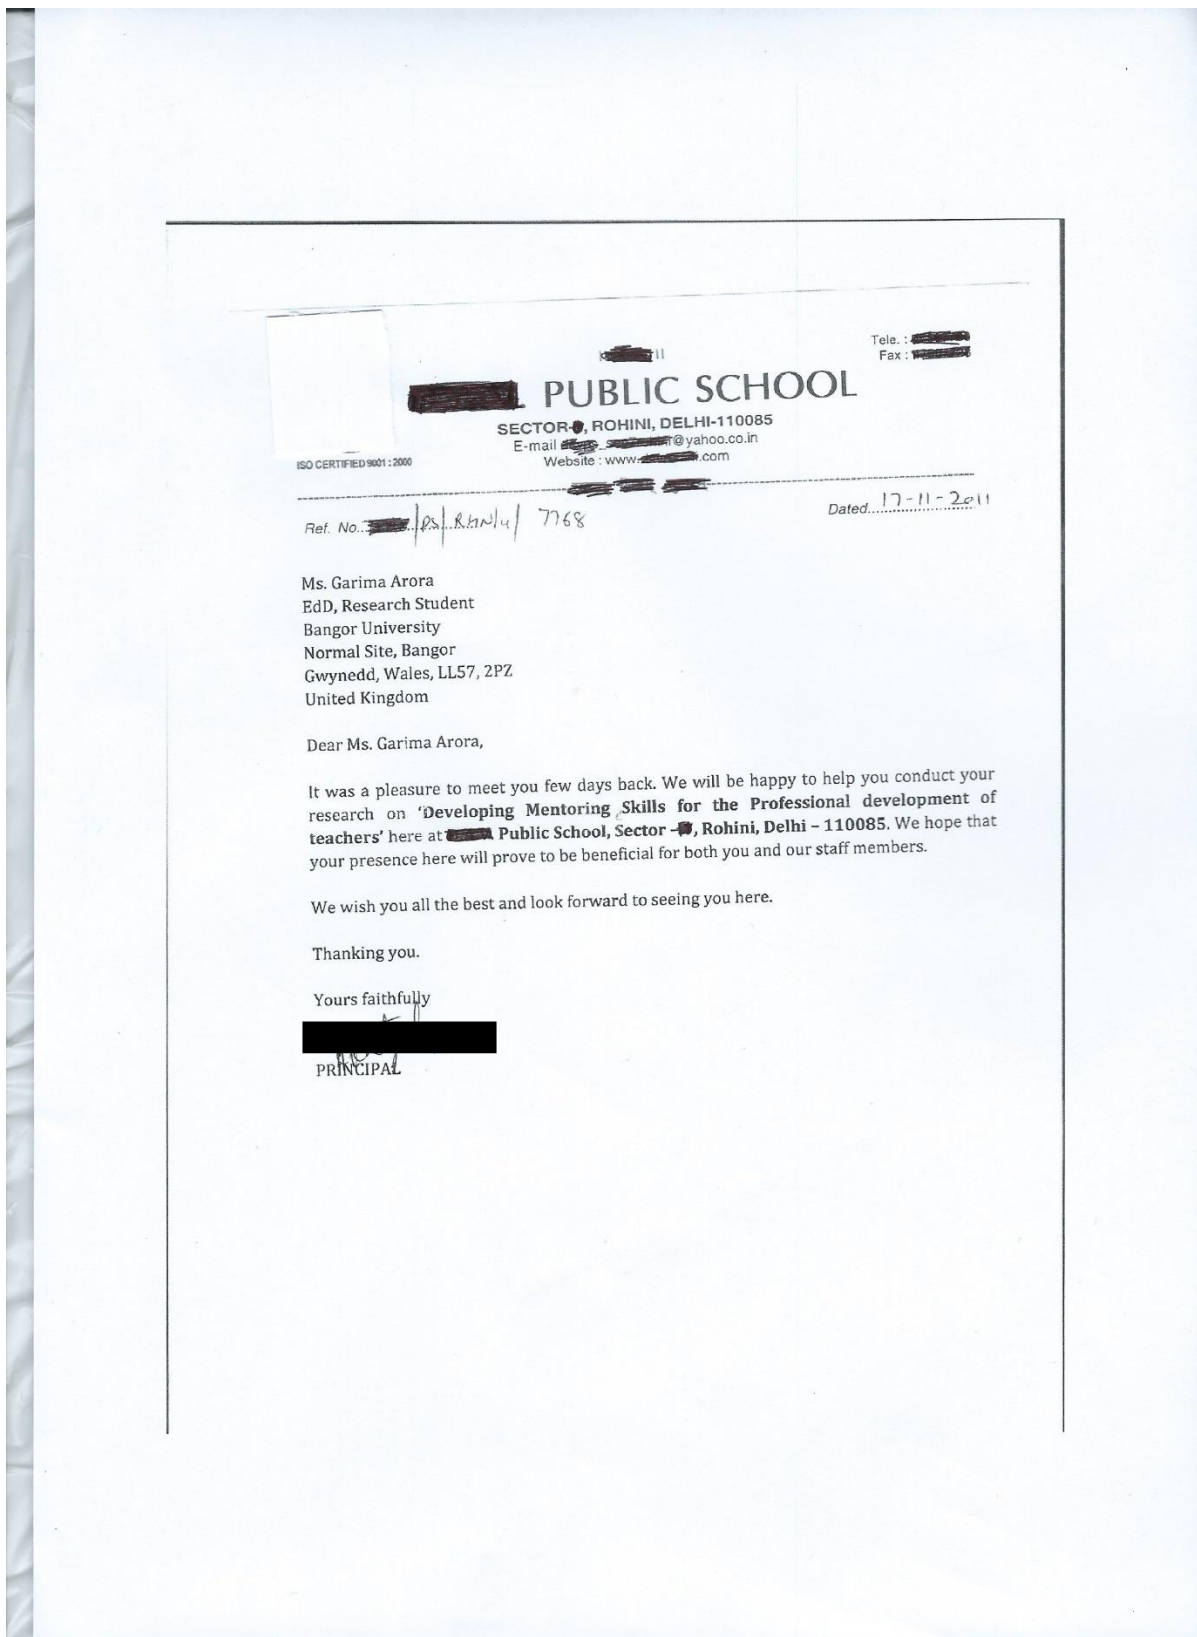 Tele. :
Fax :
PUBLIC SCHOOL
SECTOR- , ROHINI, DELHI-110085
E-mail @yahoo.co.in
Website : www. .com
ISO CERTIFIED 9001 : 2000
Ref. No. /PS/RHN/4/ 7768
Dated 17-11-2011
Ms. Garima Arora
EdD, Research Student
Bangor University
Normal Site, Bangor
Gwynedd, Wales, LL57, 2PZ
United Kingdom
Dear Ms. Garima Arora,
It was a pleasure to meet you few days back. We will be happy to help you conduct your
research on 'Developing Mentoring Skills for the Professional development of
teachers' here at Public School, Sector - , Rohini, Delhi – 110085. We hope that
your presence here will prove to be beneficial for both you and our staff members.
We wish you all the best and look forward to seeing you here.
Thanking you.
Yours faithfully
PRINCIPAL